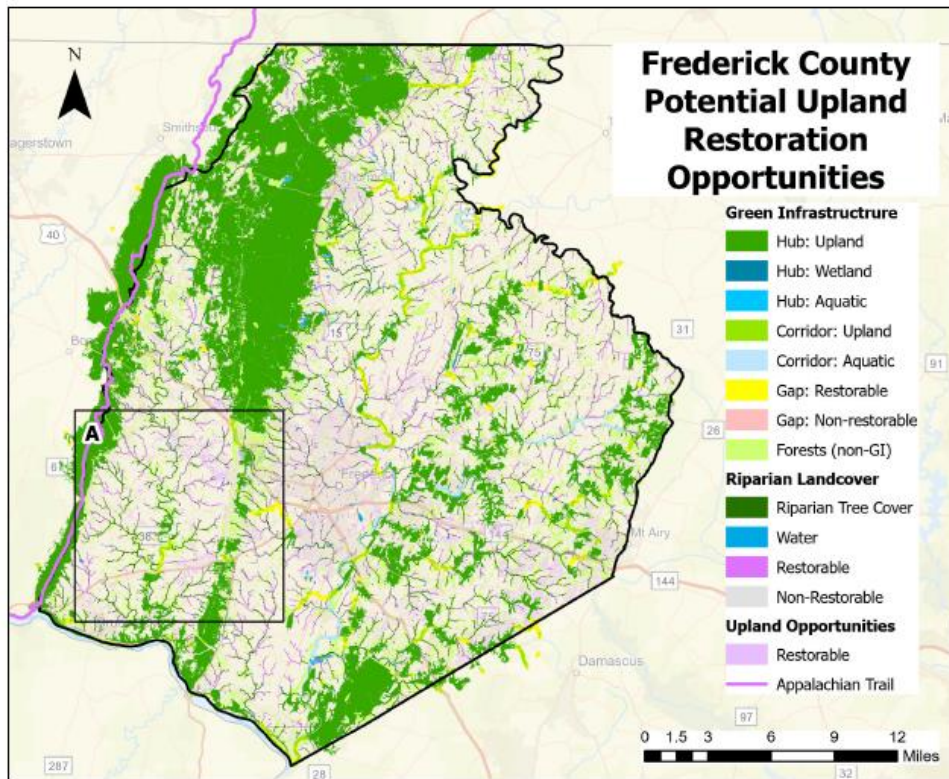 N
Frederick County
Potential Upland
Restoration
Opportunities
Green Infrastructure
Hub: Upland
Hub: Wetland
Hub: Aquatic
Corridor: Upland
Corridor: Aquatic
Gap: Restorable
Gap: Non-restorable
Forests (non-GI)
Riparian Landcover
Riparian Tree Cover
Water
Restorable
Non-Restorable
Upland Opportunities
Restorable
Appalachian Trail
0 1.5 3 6 9 12
Miles
Smithsb
agerstown
40
15
31
75
91
A
26
67
Mt Airy
144
Damascus
97
287
28
32